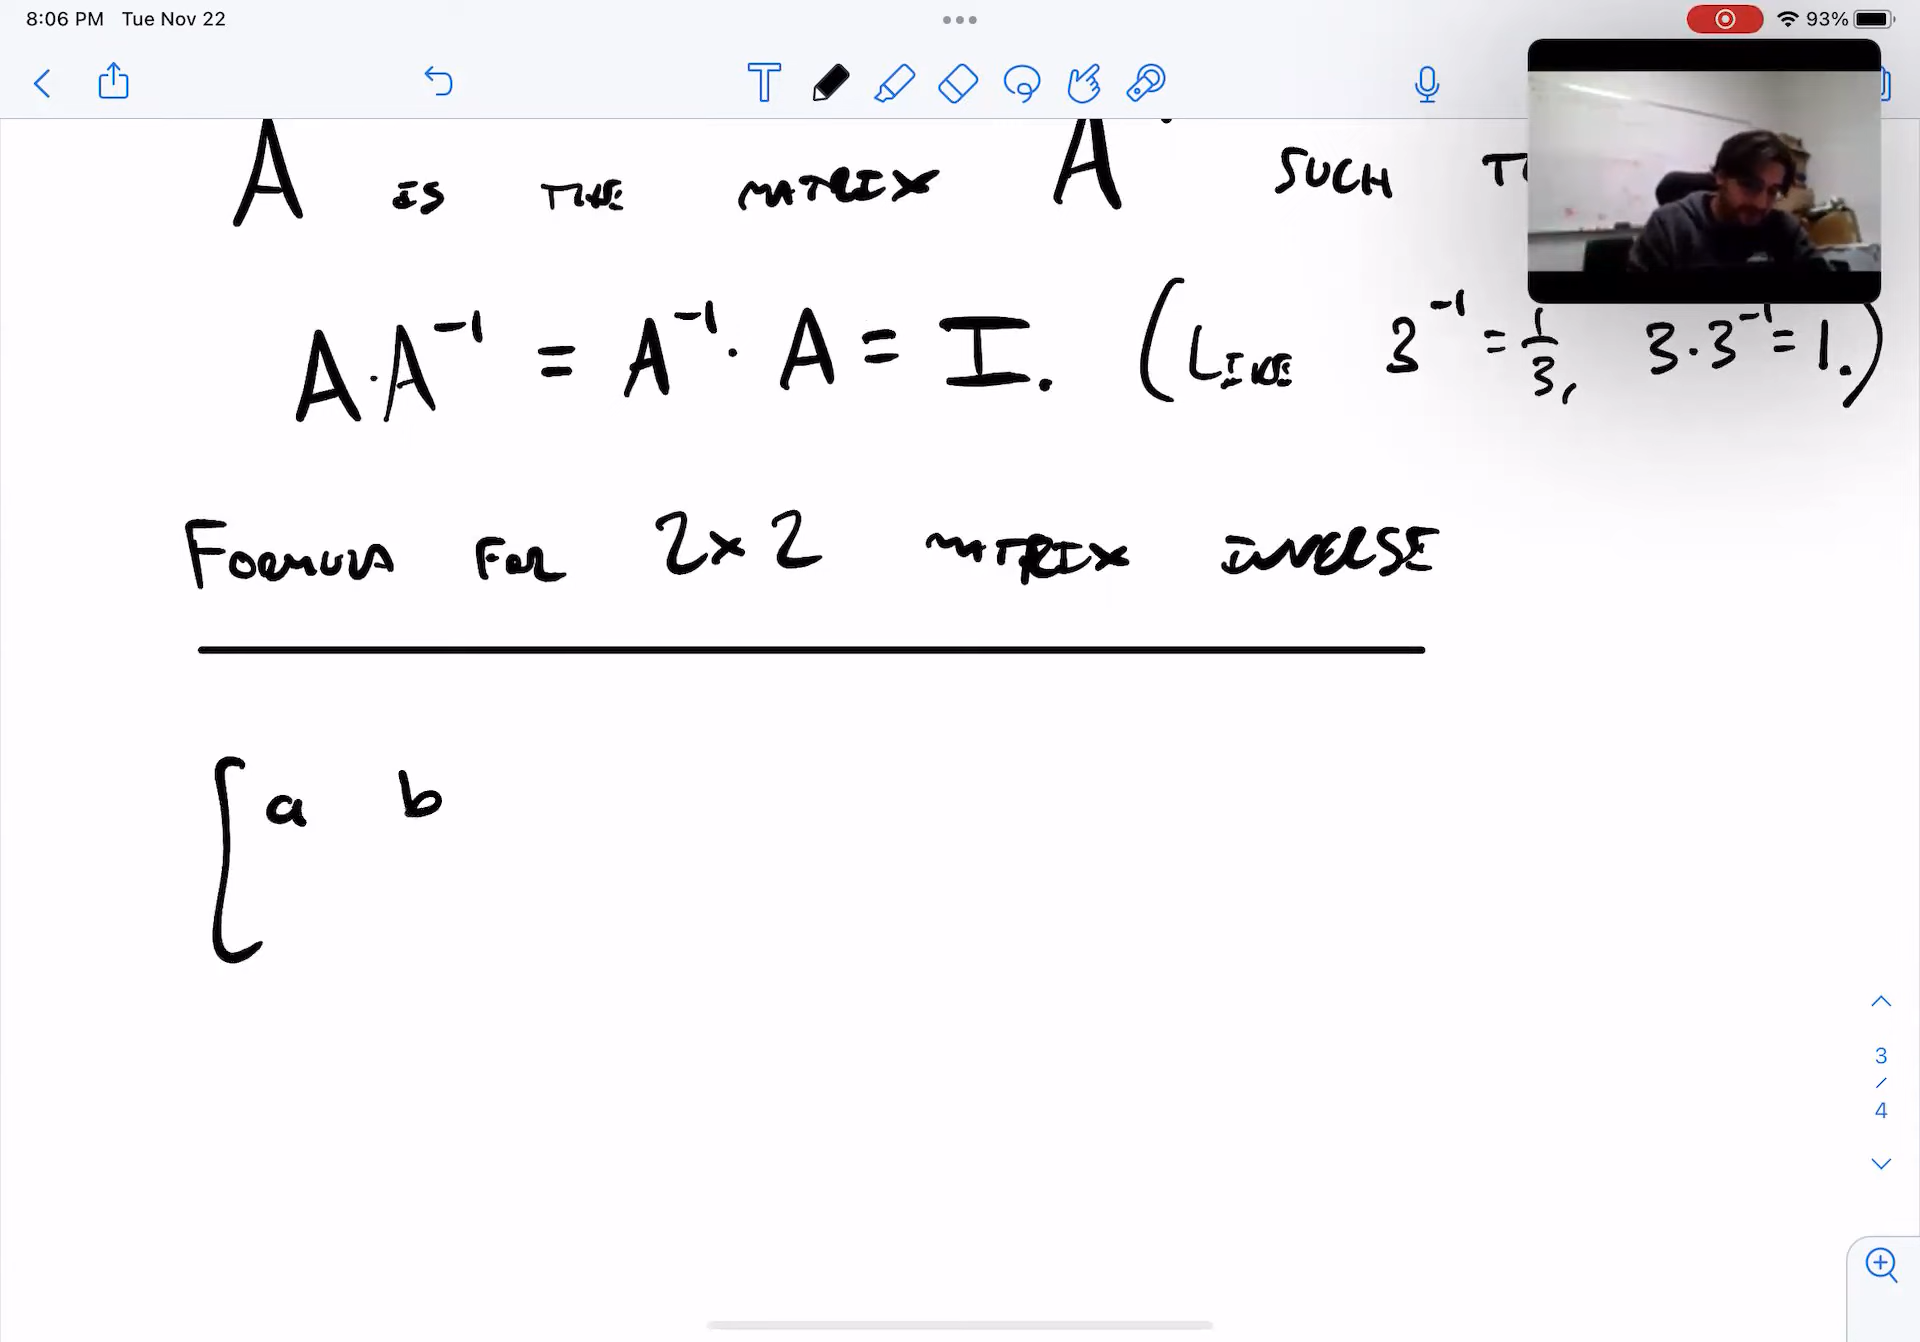 8:06 PM Tue Nov 22
93%
A IS THE MATRIX A SUCH
A·A⁻¹ = A⁻¹·A = I. (LIKE 3⁻¹ = 1/3, 3·3⁻¹ = 1.)
FORMULA FOR 2×2 MATRIX INVERSE
[a b
3
/
4